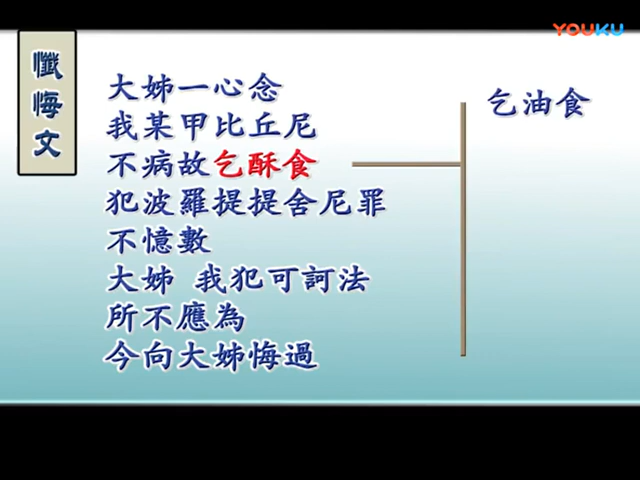 YOUKU
懺悔文
大姊一心念
我某甲比丘尼
不病故乞酥食
犯波羅提提舍尼罪
不憶數
大姊 我犯可訶法
所不應為
今向大姊悔過
乞油食